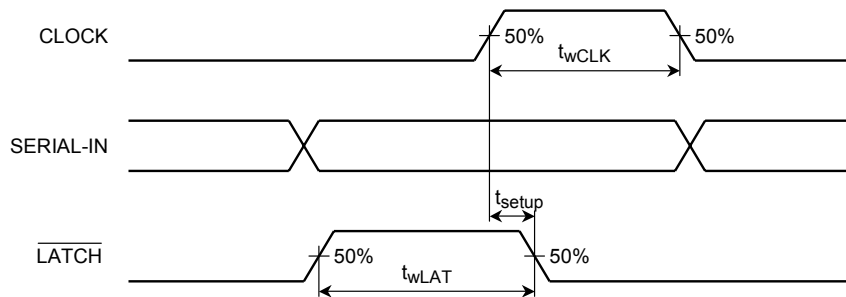 CLOCK
50%
50%
twCLK
SERIAL-IN
tsetup
LATCH
50%
50%
twLAT